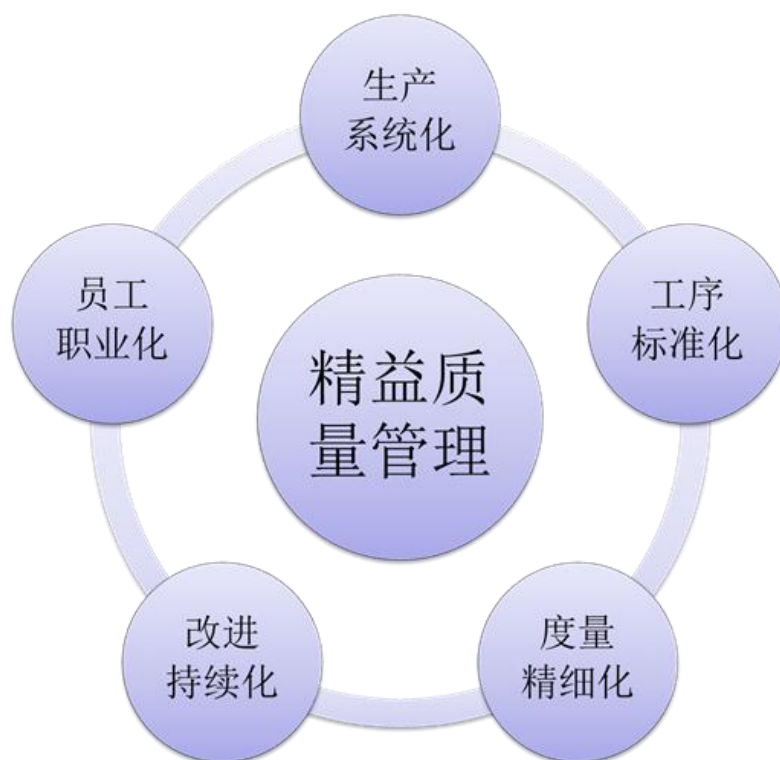 生产
系统化
员工
职业化
工序
标准化
精益质
量管理
改进
持续化
度量
精细化